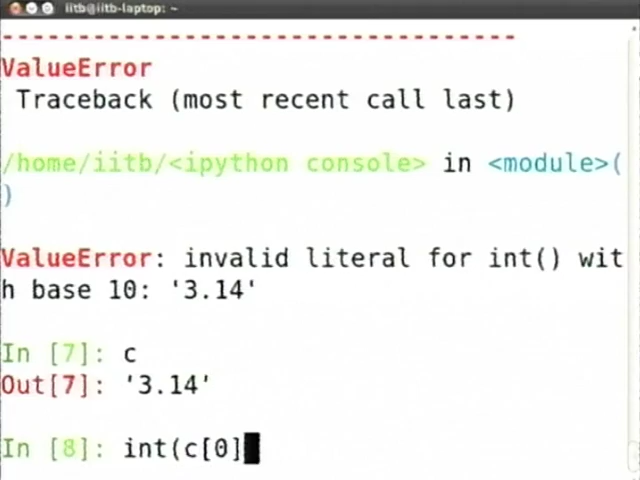 iitb@iitb-laptop: ~
---------------------------------
ValueError
Traceback (most recent call last)
/home/iitb/<ipython console> in <module>(
)
ValueError: invalid literal for int() wit
h base 10: '3.14'
In [7]: c
Out[7]: '3.14'
In [8]: int(c[0]